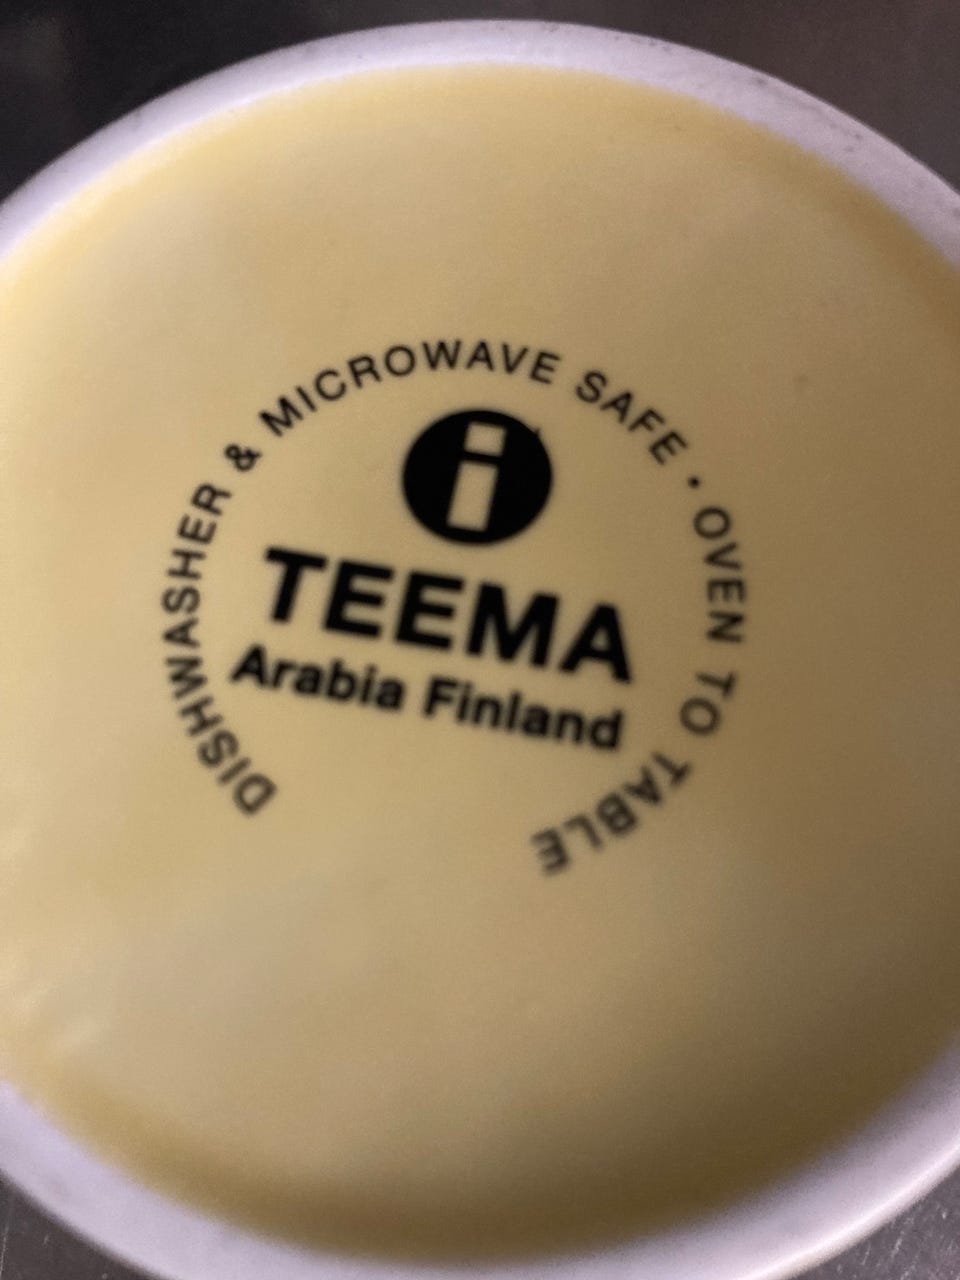 DISHWASHER & MICROWAVE SAFE · OVEN TO TABLE
i
TEEMA
Arabia Finland